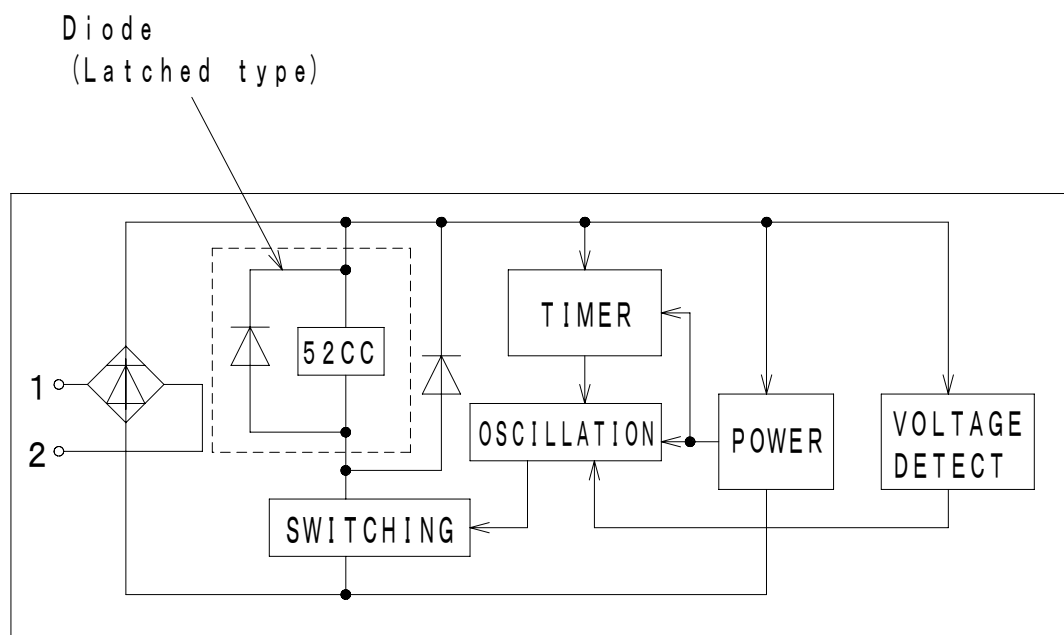 Diode
(Latched type)
TIMER
52CC
1
2
OSCILLATION
POWER
VOLTAGE
DETECT
SWITCHING